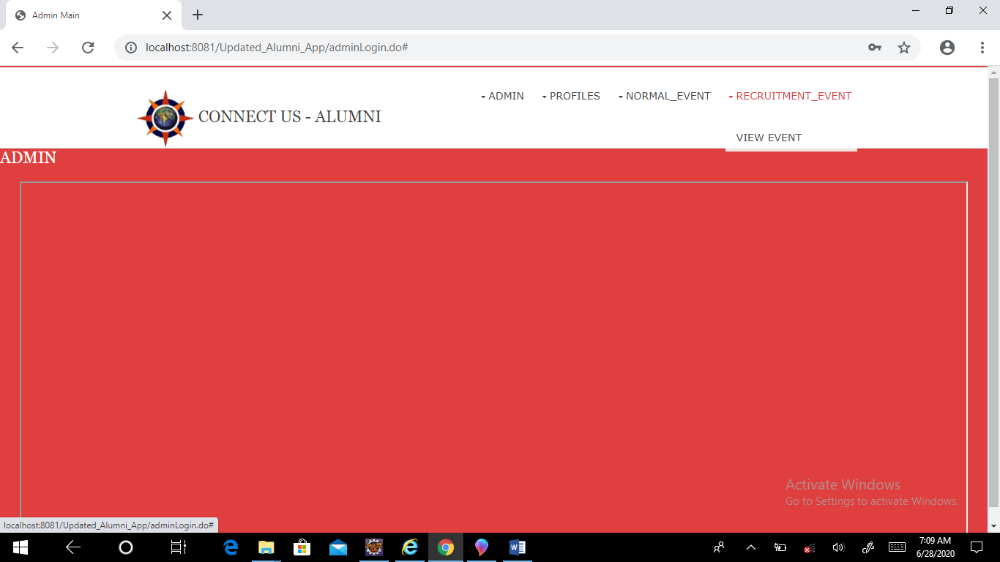 Admin Main
localhost:8081/Updated_Alumni_App/adminLogin.do#
ADMIN PROFILES NORMAL_EVENT RECRUITMENT_EVENT
CONNECT US - ALUMNI
VIEW EVENT
ADMIN
Activate Windows
Go to Settings to activate Windows.
localhost:8081/Updated_Alumni_App/adminLogin.do#
7:09 AM
6/28/2020